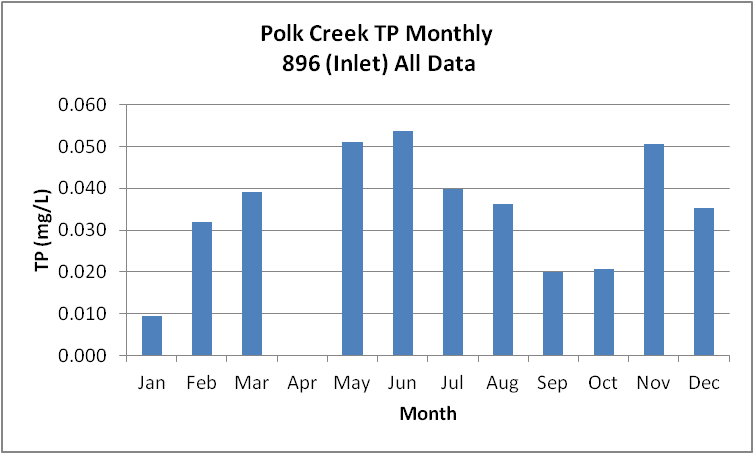 Polk Creek TP Monthly
896 (Inlet) All Data
TP (mg/L)
0.060
0.050
0.040
0.030
0.020
0.010
0.000
Jan Feb Mar Apr May Jun Jul Aug Sep Oct Nov Dec
Month